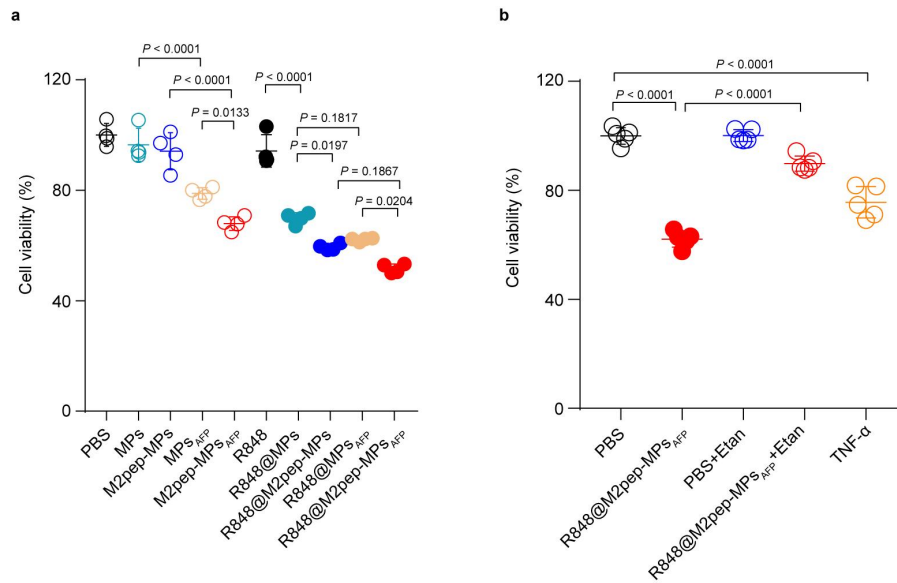 a
P < 0.0001
P < 0.0001
P = 0.0133
P < 0.0001
P = 0.1817
P = 0.0197
P = 0.1867
P = 0.0204
Cell viability (%)
120
80
40
0
PBS
MPs
M2pep-MPs
MPsAFP
M2pep-MPsAFP
R848
R848@MPs
R848@M2pep-MPs
R848@MPsAFP
R848@M2pep-MPsAFP
b
P < 0.0001
P < 0.0001
P < 0.0001
Cell viability (%)
120
80
40
0
PBS
R848@M2pep-MPsAFP
PBS+Etan
R848@M2pep-MPsAFP+Etan
TNF-α